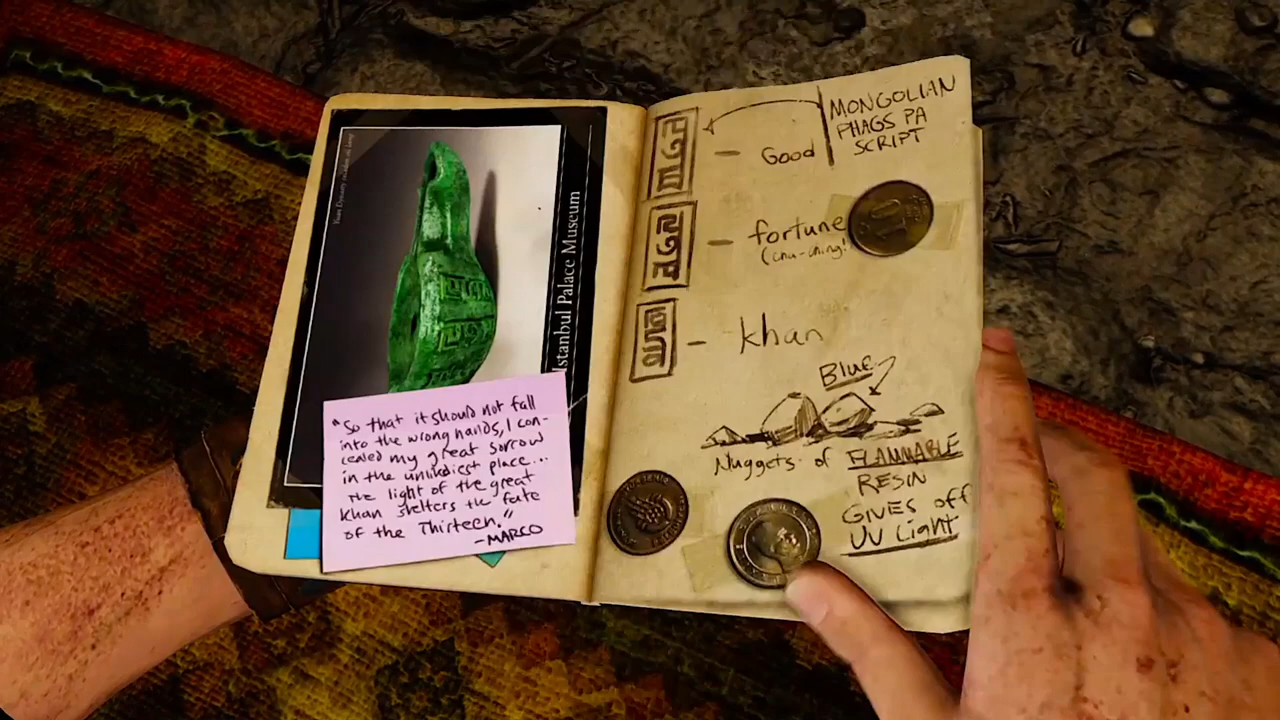 Istanbul Palace Museum
"So that it should not fall
into the wrong hands, I con-
cealed my great sorrow
in the unlikliest place...
the light of the great
Khan shelters the fate
of the Thirteen."
-MARCO
MONGOLIAN
PHAGS PA
SCRIPT
- Good
- fortune
(cha-ching!
- khan
Blue
Nuggets of FLAMMABLE
RESIN
GIVES off
UV Light
10